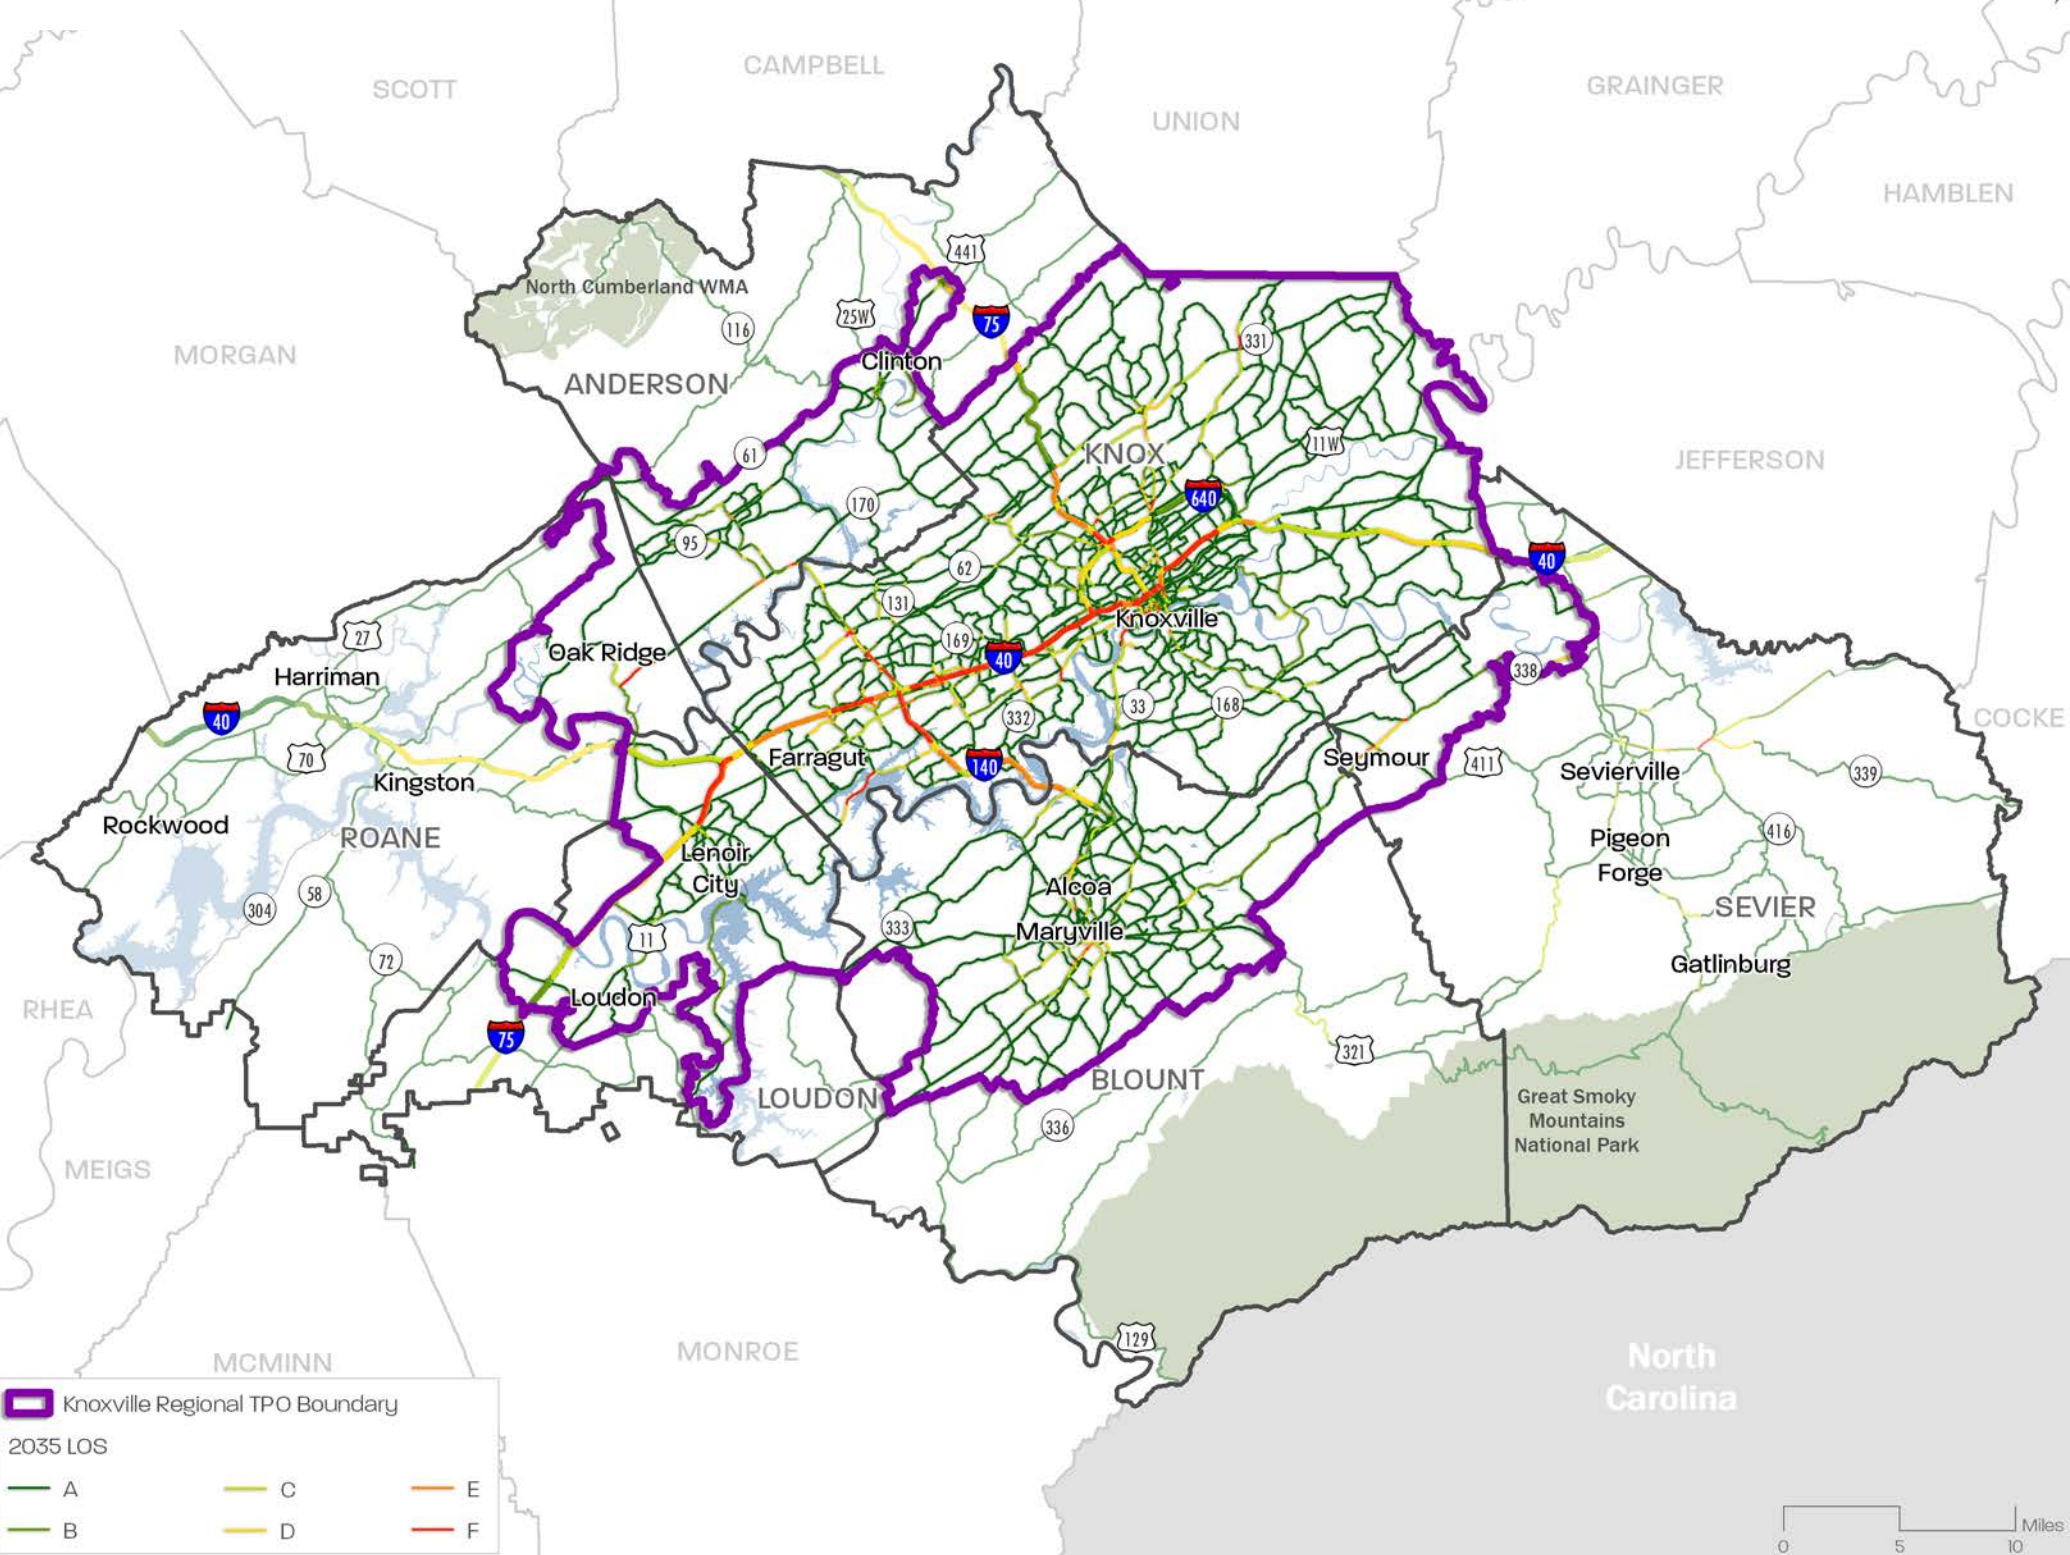 CAMPBELL
SCOTT
GRAINGER
UNION
HAMBLEN
441
North Cumberland WMA
25W
75
116
331
MORGAN
Clinton
ANDERSON
11W
61
KNOX
JEFFERSON
640
170
95
40
62
131
Knoxville
27
169
Oak Ridge
40
338
Harriman
33
168
332
40
COCKE
70
Farragut
Seymour
411
140
Sevierville
339
Kingston
Rockwood
ROANE
416
Pigeon
Forge
Lenoir
City
Alcoa
58
304
SEVIER
333
Maryville
11
72
Gatlinburg
Loudon
RHEA
75
321
BLOUNT
LOUDON
Great Smoky
Mountains
National Park
336
MEIGS
129
MONROE
MCMINN
North
Carolina
Knoxville Regional TPO Boundary
2035 LOS
A
C
E
B
D
F
Miles
0
5
10